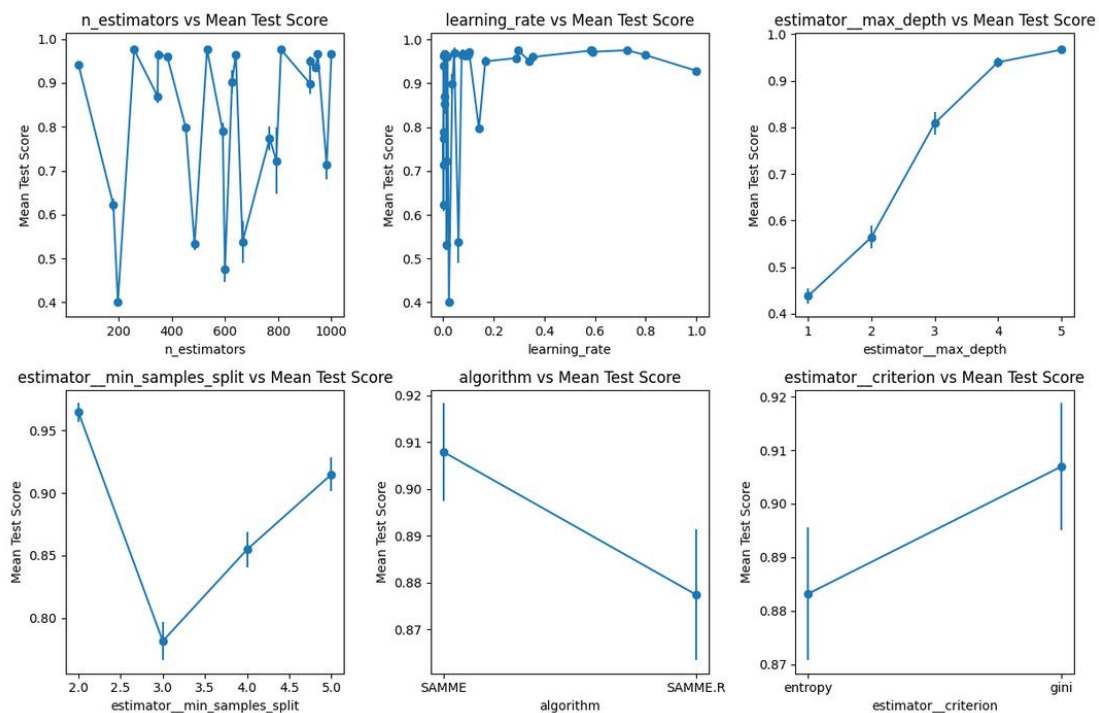 n_estimators vs Mean Test Score
1.0
0.9
0.8
0.7
0.6
0.5
0.4
Mean Test Score
200 400 600 800 1000
n_estimators
learning_rate vs Mean Test Score
1.0
0.9
0.8
0.7
0.6
0.5
0.4
Mean Test Score
0.0 0.2 0.4 0.6 0.8 1.0
learning_rate
estimator__max_depth vs Mean Test Score
1.0
0.9
0.8
0.7
0.6
0.5
0.4
Mean Test Score
1 2 3 4 5
estimator__max_depth
estimator__min_samples_split vs Mean Test Score
0.95
0.90
0.85
0.80
Mean Test Score
2.0 2.5 3.0 3.5 4.0 4.5 5.0
estimator__min_samples_split
algorithm vs Mean Test Score
0.92
0.91
0.90
0.89
0.88
0.87
Mean Test Score
SAMME SAMME.R
algorithm
estimator__criterion vs Mean Test Score
0.92
0.91
0.90
0.89
0.88
0.87
Mean Test Score
entropy gini
estimator__criterion